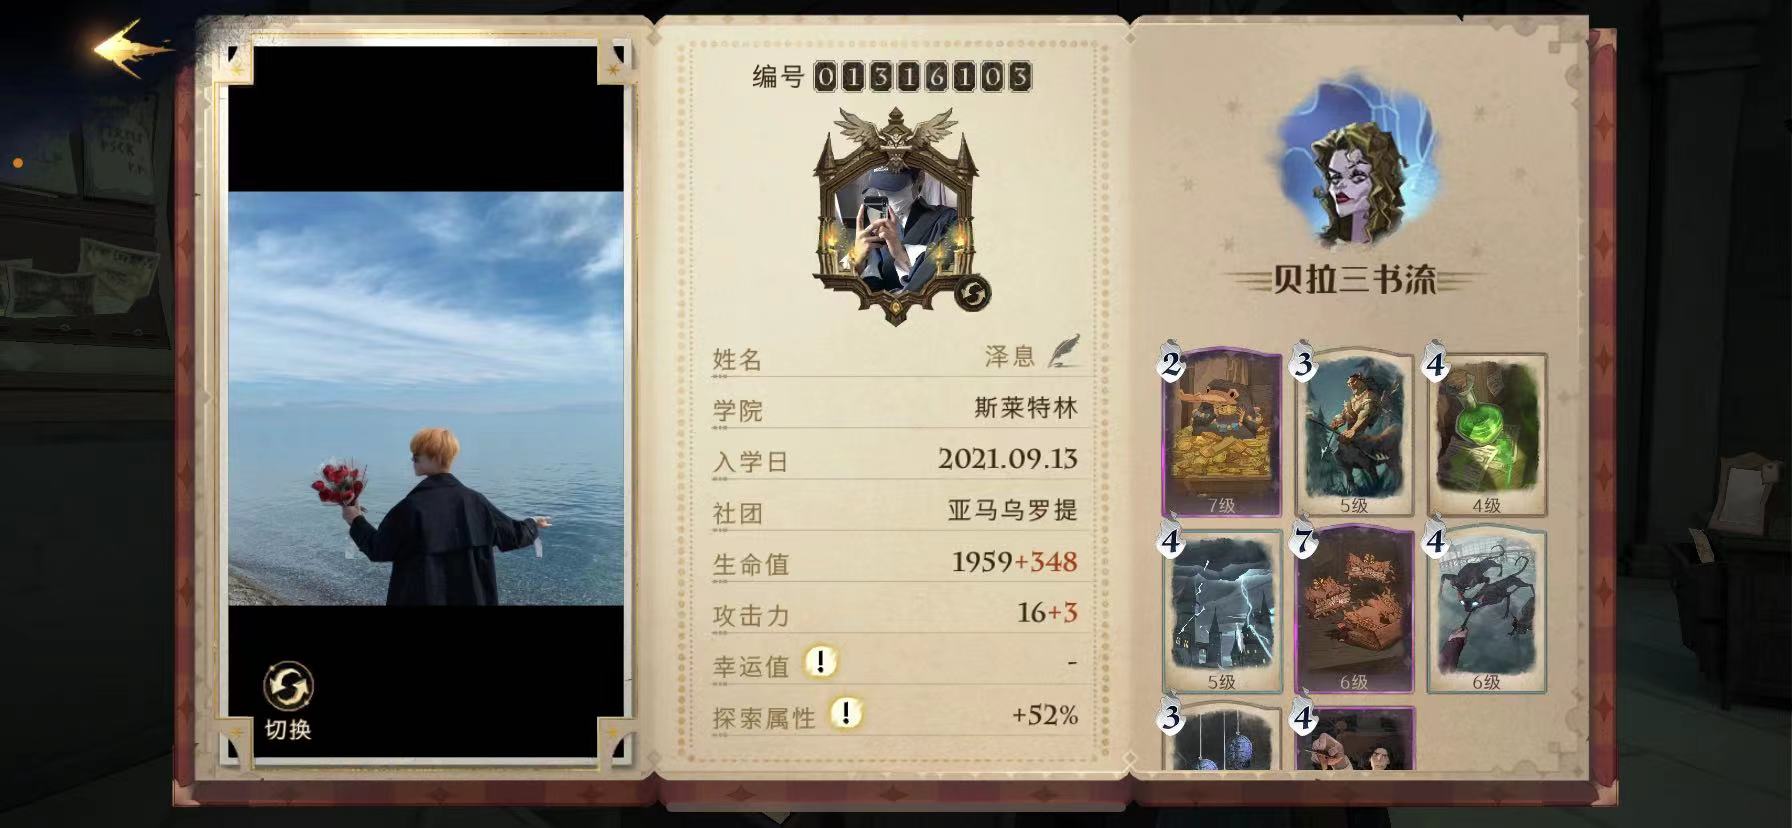 编号 01316103
姓名 泽息
学院 斯莱特林
入学日 2021.09.13
社团 亚马乌罗提
生命值 1959+348
攻击力 16+3
幸运值 ! -
探索属性 ! +52%
切换
贝拉三书流
2 3 4
7级 5级 4级
4 7 4
5级 6级 6级
3 4